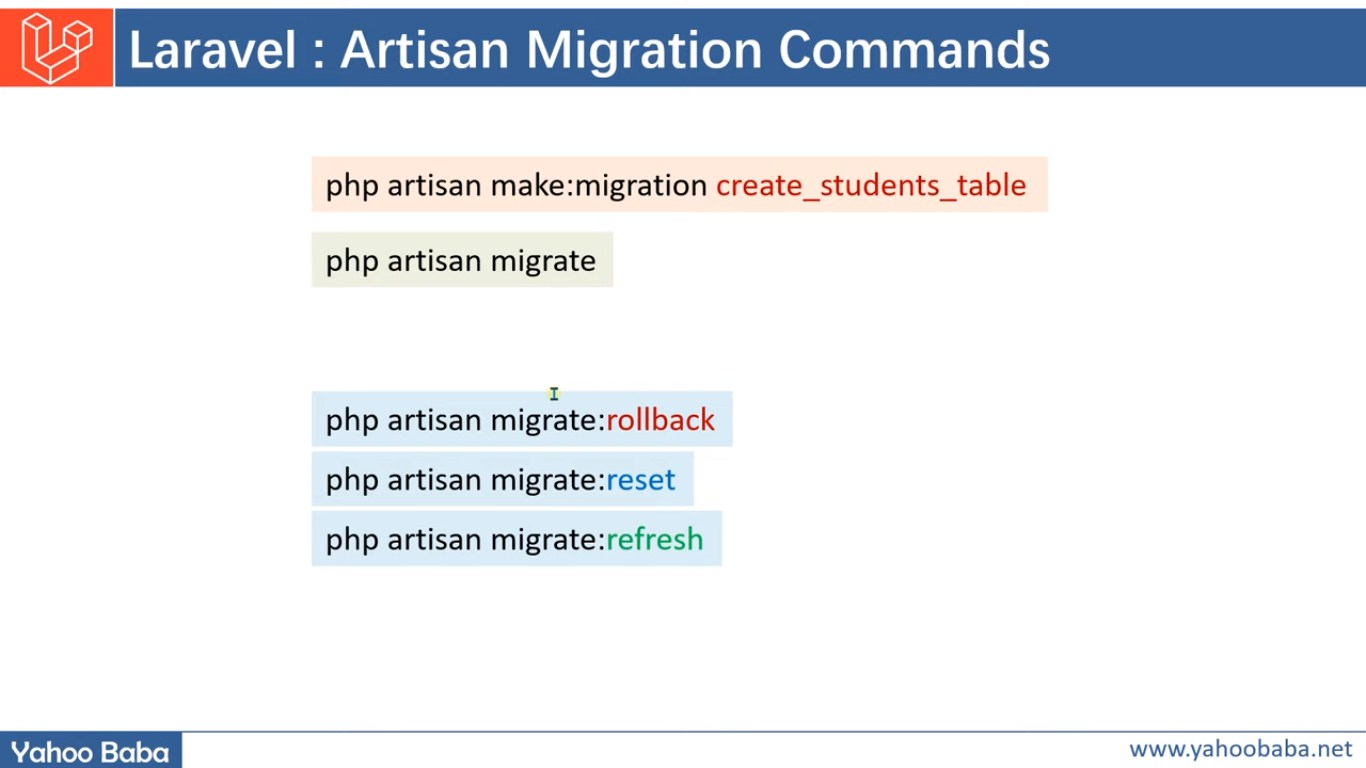 Laravel : Artisan Migration Commands
php artisan make:migration create_students_table
php artisan migrate
php artisan migrate:rollback
php artisan migrate:reset
php artisan migrate:refresh
Yahoo Baba
www.yahoobaba.net